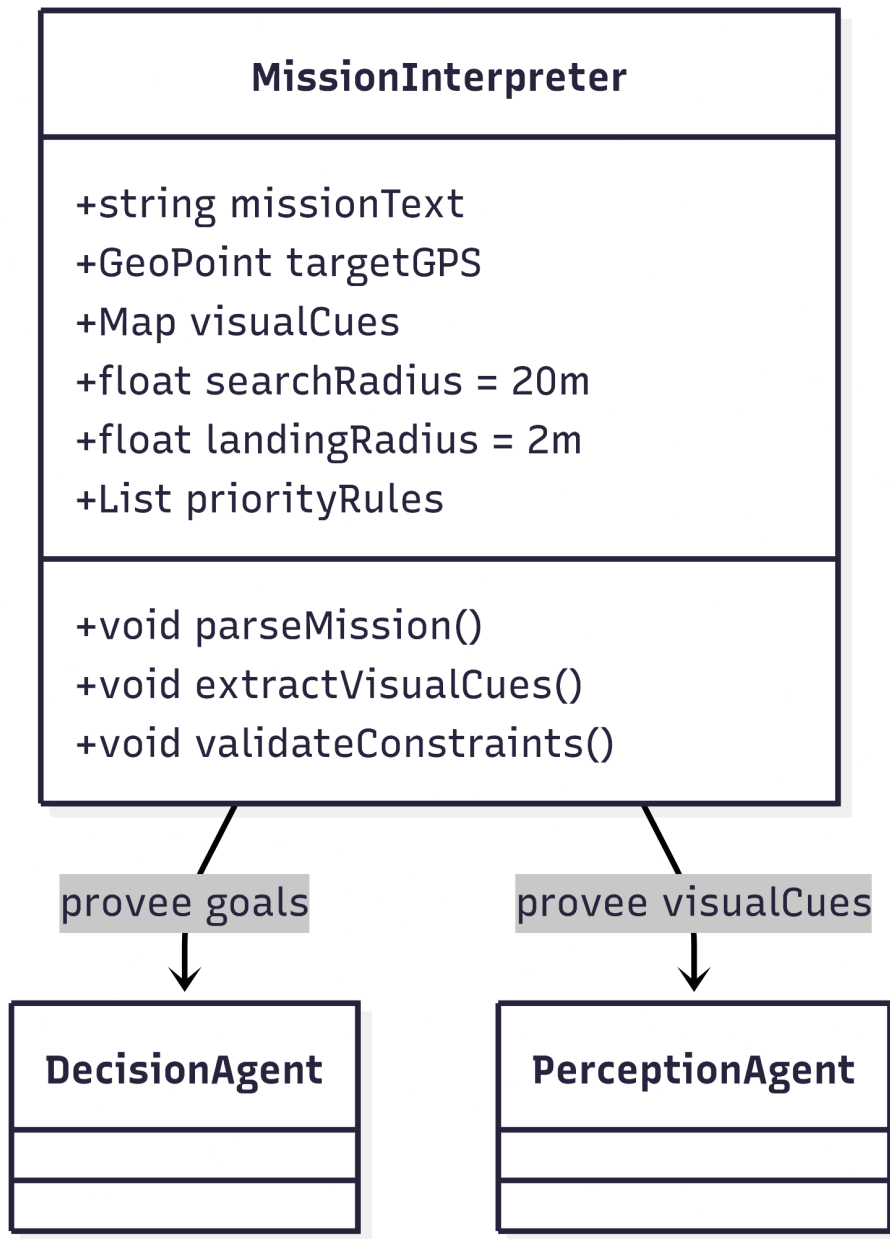 MissionInterpreter
+string missionText
+GeoPoint targetGPS
+Map visualCues
+float searchRadius = 20m
+float landingRadius = 2m
+List priorityRules
+void parseMission()
+void extractVisualCues()
+void validateConstraints()
provee goals
provee visualCues
DecisionAgent
PerceptionAgent